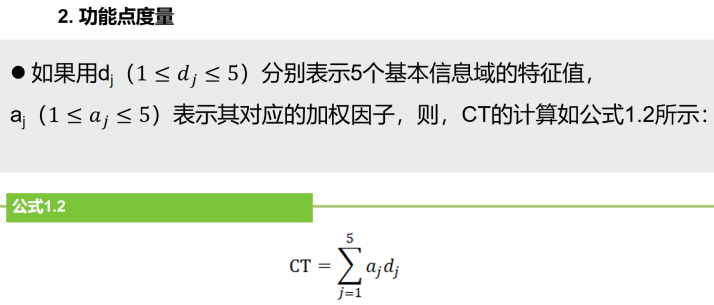 2. 功能点度量
● 如果用dj（1 ≤ dj ≤ 5）分别表示5个基本信息域的特征值，
aj（1 ≤ aj ≤ 5）表示其对应的加权因子，则，CT的计算如公式1.2所示：
公式1.2
CT = ∑_{j=1}^{5} a_j d_j